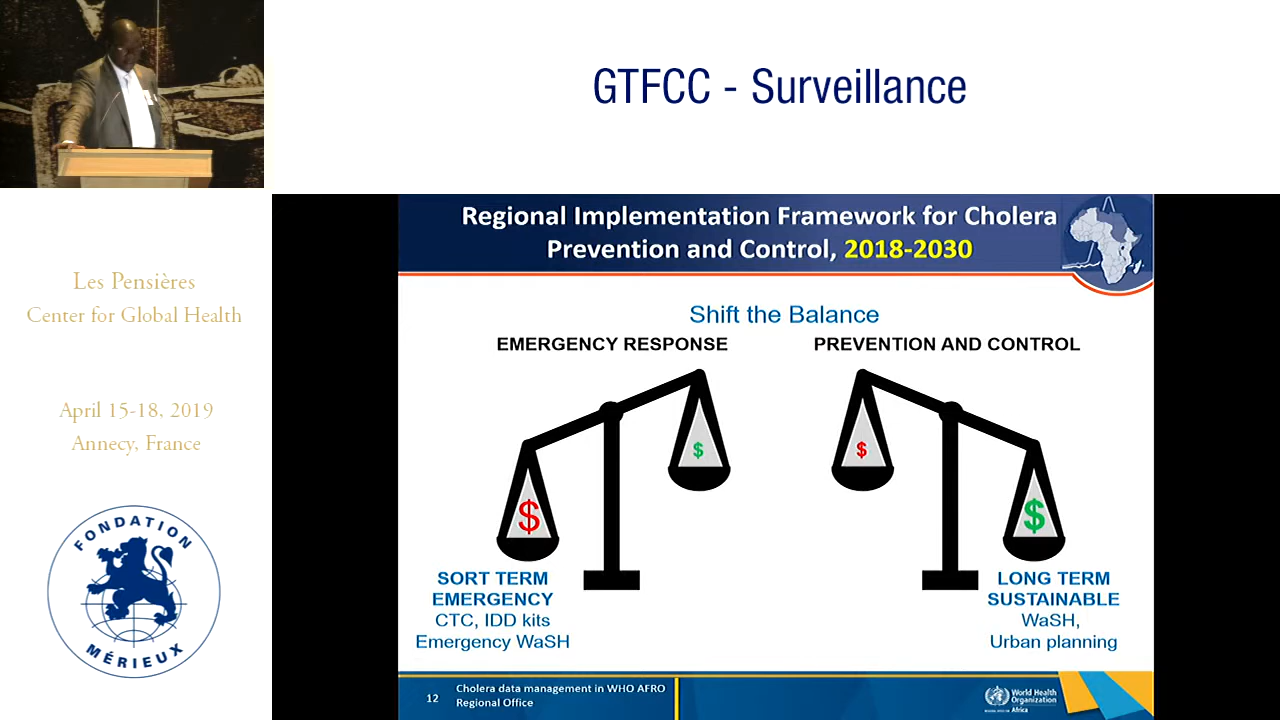 GTFCC - Surveillance
Les Pensières
Center for Global Health
April 15-18, 2019
Annecy, France
FONDATION
MÉRIEUX
Regional Implementation Framework for Cholera
Prevention and Control, 2018-2030
Shift the Balance
EMERGENCY RESPONSE
PREVENTION AND CONTROL
$
$
$
$
SORT TERM
EMERGENCY
CTC, IDD kits
Emergency WaSH
LONG TERM
SUSTAINABLE
WaSH,
Urban planning
12
Cholera data management in WHO AFRO
Regional Office
World Health
Organization
Africa